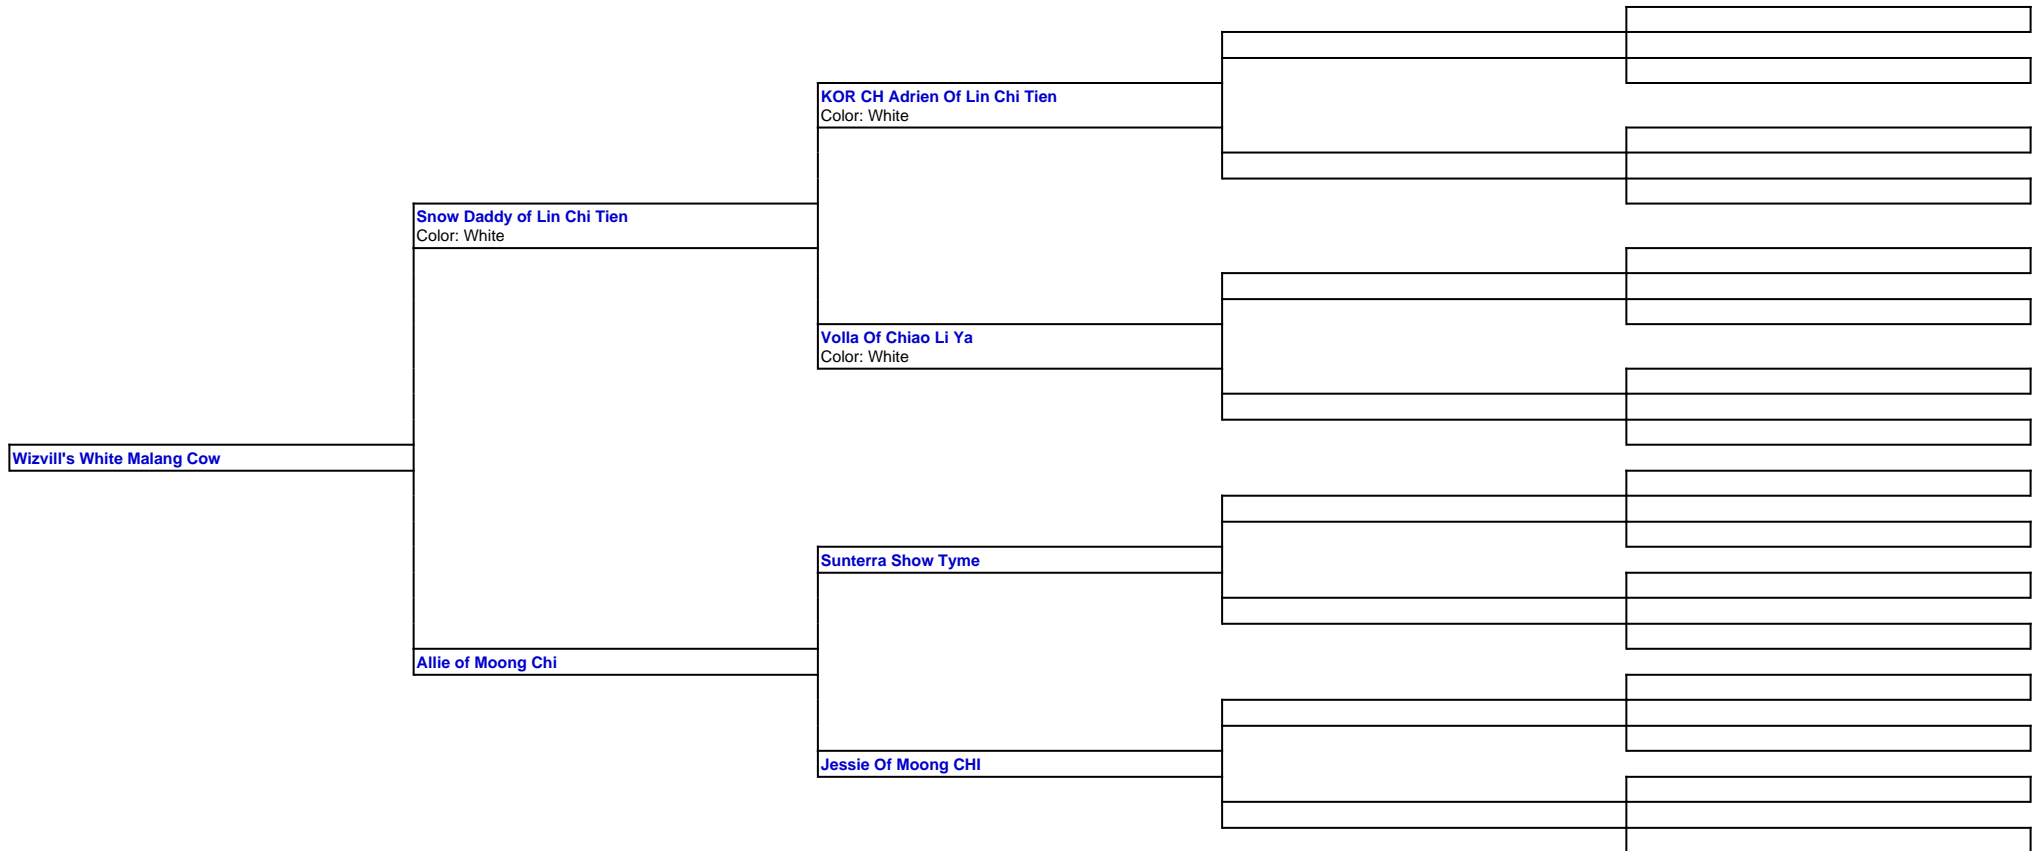 KOR CH Adrien Of Lin Chi Tien
Color: White
Snow Daddy of Lin Chi Tien
Color: White
Volla Of Chiao Li Ya
Color: White
Wizvill's White Malang Cow
Sunterra Show Tyme
Allie of Moong Chi
Jessie Of Moong CHI